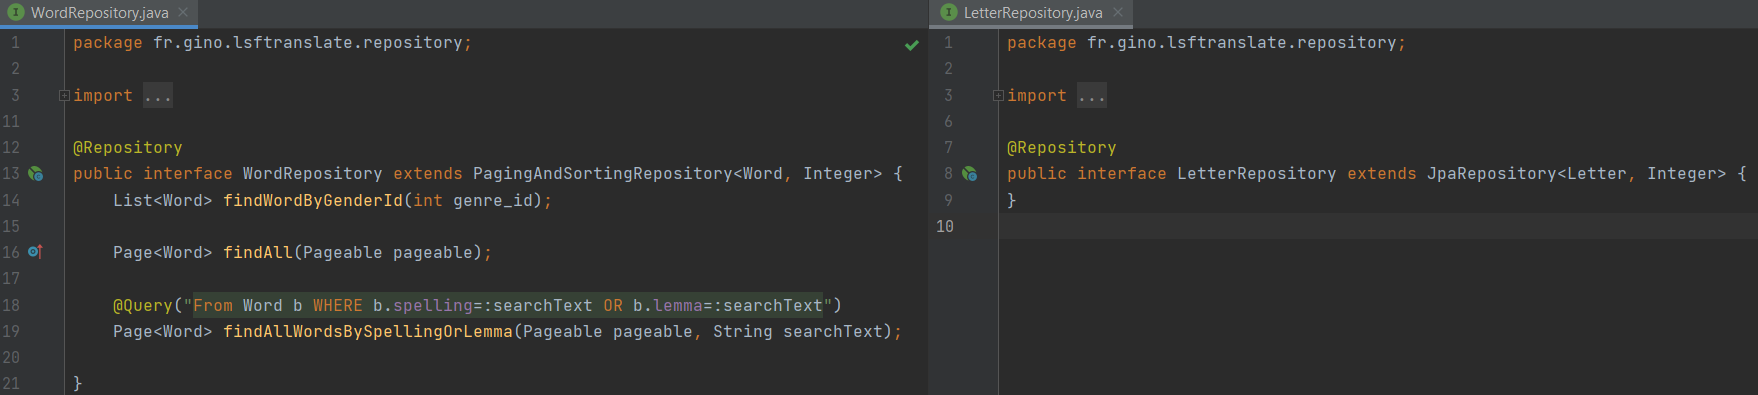 WordRepository.java
1 package fr.gino.lsftranslate.repository;
2
3 import ...
11
12 @Repository
13 public interface WordRepository extends PagingAndSortingRepository<Word, Integer> {
14 List<Word> findWordByGenderId(int genre_id);
15
16 Page<Word> findAll(Pageable pageable);
17
18 @Query("From Word b WHERE b.spelling=:searchText OR b.lemma=:searchText")
19 Page<Word> findAllWordsBySpellingOrLemma(Pageable pageable, String searchText);
20
21 }
LetterRepository.java
1 package fr.gino.lsftranslate.repository;
2
3 import ...
6
7 @Repository
8 public interface LetterRepository extends JpaRepository<Letter, Integer> {
9 }
10